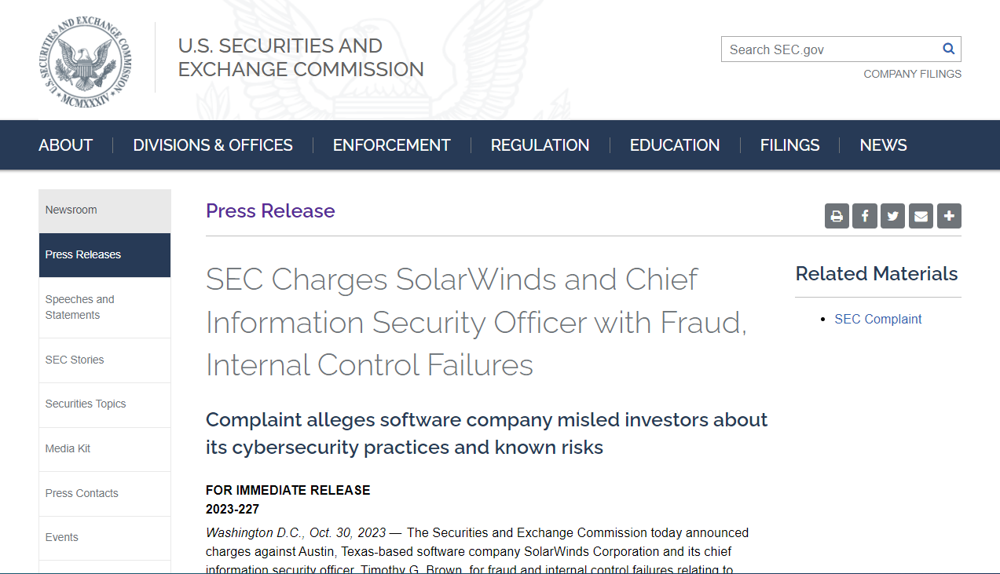 U.S. SECURITIES AND EXCHANGE COMMISSION
MCMXXXIV
U.S. SECURITIES AND
EXCHANGE COMMISSION
Search SEC.gov
COMPANY FILINGS
ABOUT
DIVISIONS & OFFICES
ENFORCEMENT
REGULATION
EDUCATION
FILINGS
NEWS
Newsroom
Press Releases
Speeches and
Statements
SEC Stories
Securities Topics
Media Kit
Press Contacts
Events
Press Release
SEC Charges SolarWinds and Chief
Information Security Officer with Fraud,
Internal Control Failures
Complaint alleges software company misled investors about
its cybersecurity practices and known risks
FOR IMMEDIATE RELEASE
2023-227
Washington D.C., Oct. 30, 2023 — The Securities and Exchange Commission today announced
charges against Austin, Texas-based software company SolarWinds Corporation and its chief
information security officer, Timothy G. Brown, for fraud and internal control failures relating to
Related Materials
• SEC Complaint